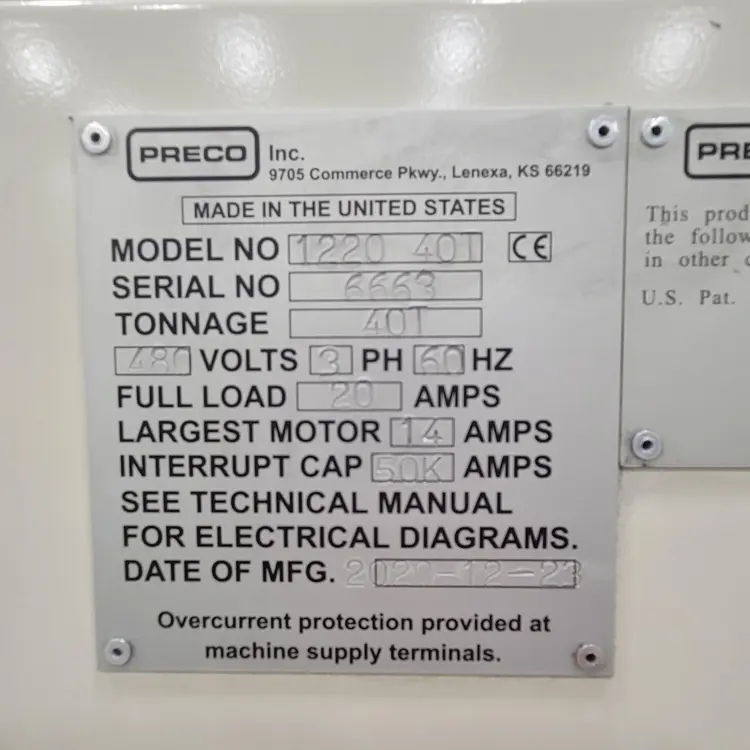 PRECO Inc.
9705 Commerce Pkwy., Lenexa, KS 66219
MADE IN THE UNITED STATES
MODEL NO 1220 40T CE
SERIAL NO 6663
TONNAGE 40T
480 VOLTS 3 PH 60 HZ
FULL LOAD 20 AMPS
LARGEST MOTOR 14 AMPS
INTERRUPT CAP 50K AMPS
SEE TECHNICAL MANUAL
FOR ELECTRICAL DIAGRAMS.
DATE OF MFG. 2020-12-23
Overcurrent protection provided at
machine supply terminals.
PRE
This prod
the follow
in other
U.S. Pat.